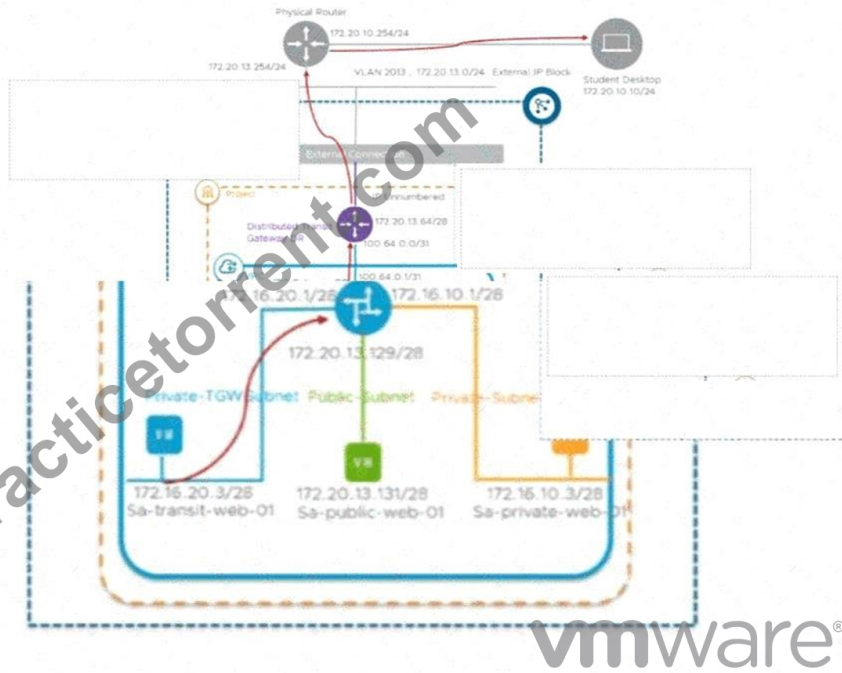 Physical Router
172.20.10.254/24
172.20.13.254/24
VLAN 2013 , 172.20.13.0/24 External IP Block
Student Desktop
172.20.10.10/24
External Connection
Project
IP Unnumbered
Distributed Transit
Gateway DR
172.20.13.64/28
100.64.0.0/31
100.64.0.1/31
172.16.20.1/28
172.16.10.1/28
172.20.13.129/28
Private-TGW Subnet
Public-Subnet
VM
VM
172.16.20.3/28
Sa-transit-web-01
172.20.13.131/28
Sa-public-web-01
172.16.10.3/28
Sa-private-web-01
vmware®